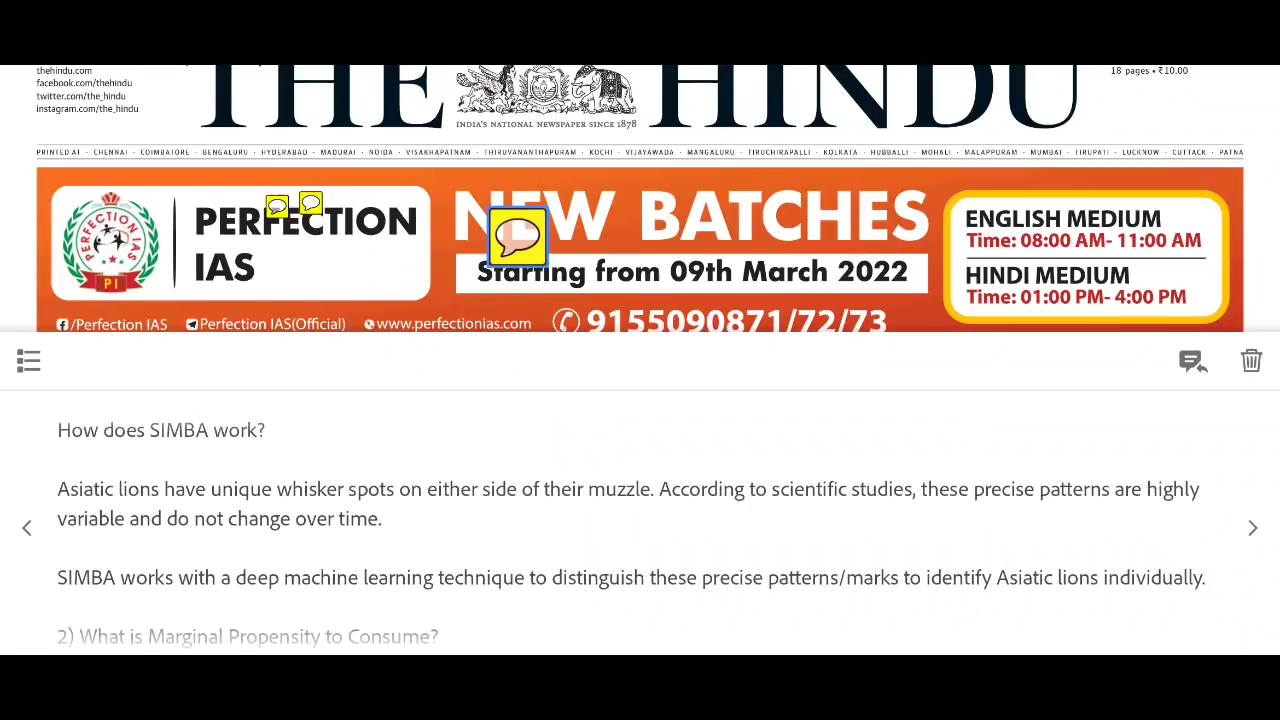 thehindu.com
facebook.com/thehindu
twitter.com/the_hindu
instagram.com/the_hindu
THE HINDU
INDIA'S NATIONAL NEWSPAPER SINCE 1878
18 pages • ₹10.00
PRINTED AT · CHENNAI · COIMBATORE · BENGALURU · HYDERABAD · MADURAI · NOIDA · VISAKHAPATNAM · THIRUVANANTHAPURAM · KOCHI · VIJAYAWADA · MANGALURU · TIRUCHIRAPALLI · KOLKATA · HUBBALLI · MOHALI · MALAPPURAM · MUMBAI · TIRUPATI · LUCKNOW · CUTTACK · PATNA
PERFECTION IAS
PI
PERFECTION
IAS
NEW BATCHES
Starting from 09th March 2022
ENGLISH MEDIUM
Time: 08:00 AM- 11:00 AM
HINDI MEDIUM
Time: 01:00 PM- 4:00 PM
/Perfection IAS Perfection IAS(Official) www.perfectionias.com 9155090871/72/73
How does SIMBA work?
Asiatic lions have unique whisker spots on either side of their muzzle. According to scientific studies, these precise patterns are highly
variable and do not change over time.
SIMBA works with a deep machine learning technique to distinguish these precise patterns/marks to identify Asiatic lions individually.
2) What is Marginal Propensity to Consume?